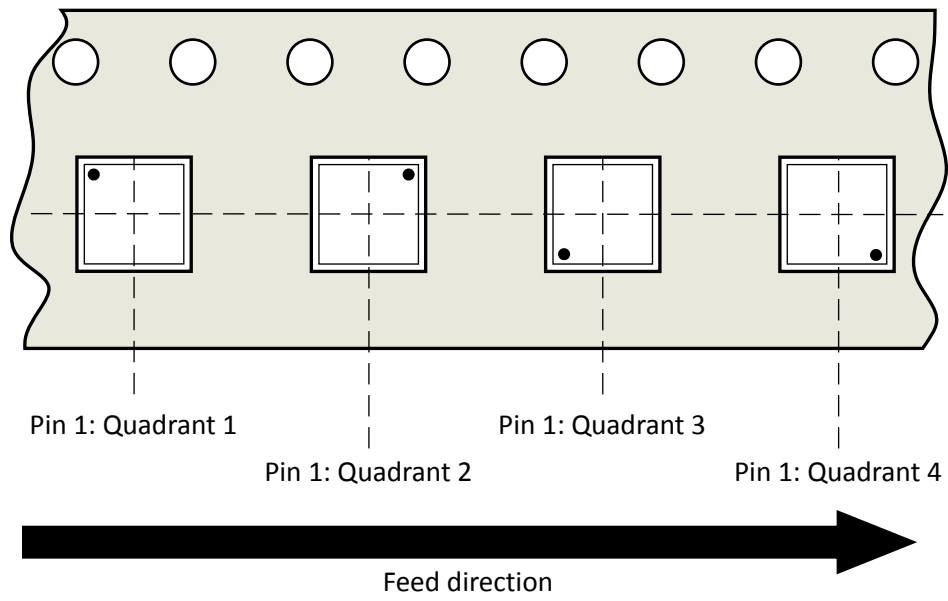 Pin 1: Quadrant 1
Pin 1: Quadrant 3
Pin 1: Quadrant 2
Pin 1: Quadrant 4
Feed direction